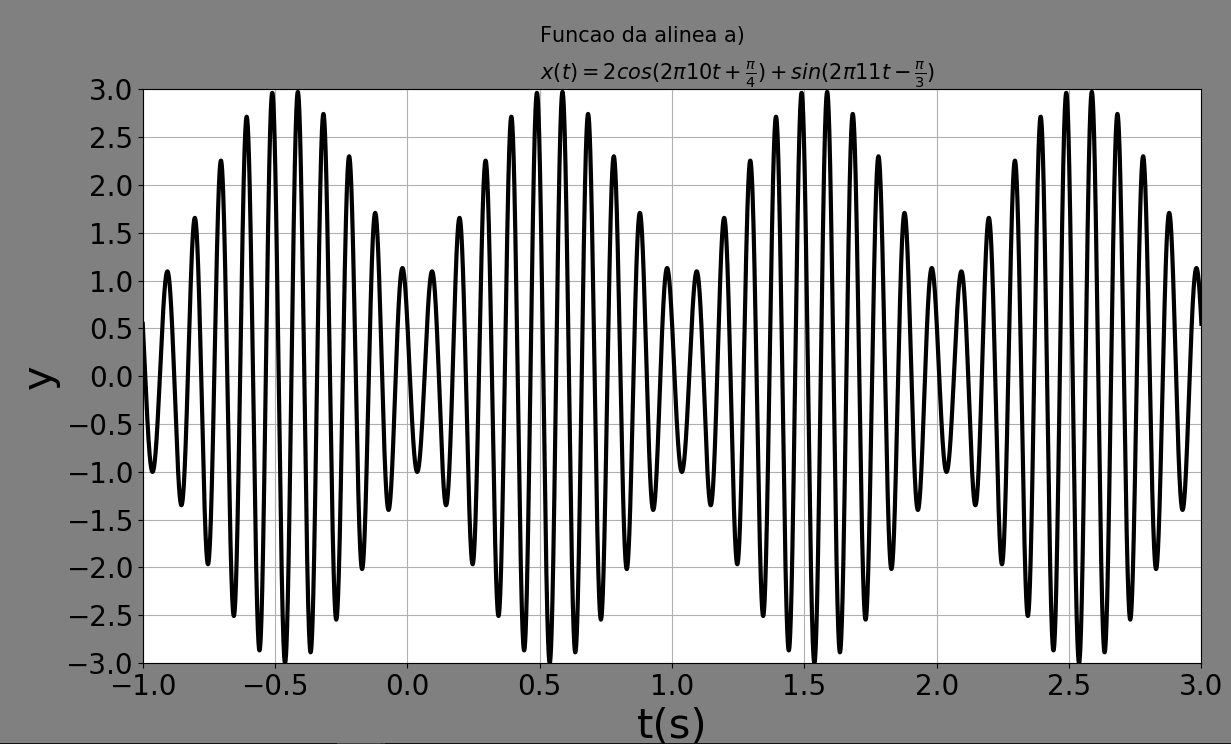 Funcao da alinea a)
x(t) = 2cos(2π10t + π/4) + sin(2π11t − π/3)
3.0
2.5
2.0
1.5
1.0
0.5
0.0
−0.5
−1.0
−1.5
−2.0
−2.5
−3.0
y
−1.0 −0.5 0.0 0.5 1.0 1.5 2.0 2.5 3.0
t(s)